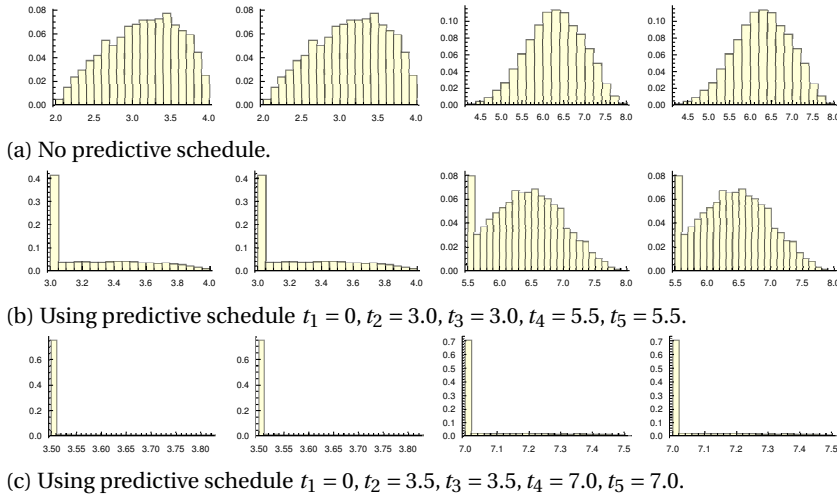 0.08 0.08 0.10 0.10
0.06 0.06 0.08 0.08
0.04 0.04 0.06 0.06
0.04 0.04
0.02 0.02 0.02 0.02
0.00 0.00 0.00 0.00
2.0 2.5 3.0 3.5 4.0 2.0 2.5 3.0 3.5 4.0 4.5 5.0 5.5 6.0 6.5 7.0 7.5 8.0 4.5 5.0 5.5 6.0 6.5 7.0 7.5 8.0
(a) No predictive schedule.
0.4 0.4 0.08 0.08
0.3 0.3 0.06 0.06
0.2 0.2 0.04 0.04
0.1 0.1 0.02 0.02
0.0 0.0 0.00 0.00
3.0 3.2 3.4 3.6 3.8 4.0 3.0 3.2 3.4 3.6 3.8 4.0 5.5 6.0 6.5 7.0 7.5 8.0 5.5 6.0 6.5 7.0 7.5 8.0
(b) Using predictive schedule t1 = 0, t2 = 3.0, t3 = 3.0, t4 = 5.5, t5 = 5.5.
0.7 0.7
0.6 0.6 0.6 0.6
0.5 0.5
0.4 0.4 0.4 0.4
0.3 0.3
0.2 0.2 0.2 0.2
0.1 0.1
0.0 0.0 0.0 0.0
3.50 3.60 3.65 3.70 3.75 3.80 3.50 3.60 3.65 3.70 3.75 3.80 7.0 7.1 7.2 7.3 7.4 7.5 7.0 7.1 7.2 7.3 7.4 7.5
(c) Using predictive schedule t1 = 0, t2 = 3.5, t3 = 3.5, t4 = 7.0, t5 = 7.0.